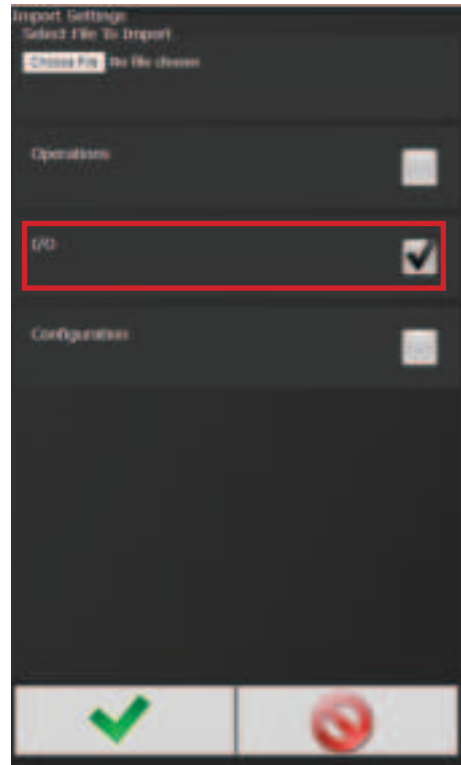 Import Settings
Select File To Import
Choose File No file chosen
Operations
I/O
Configuration